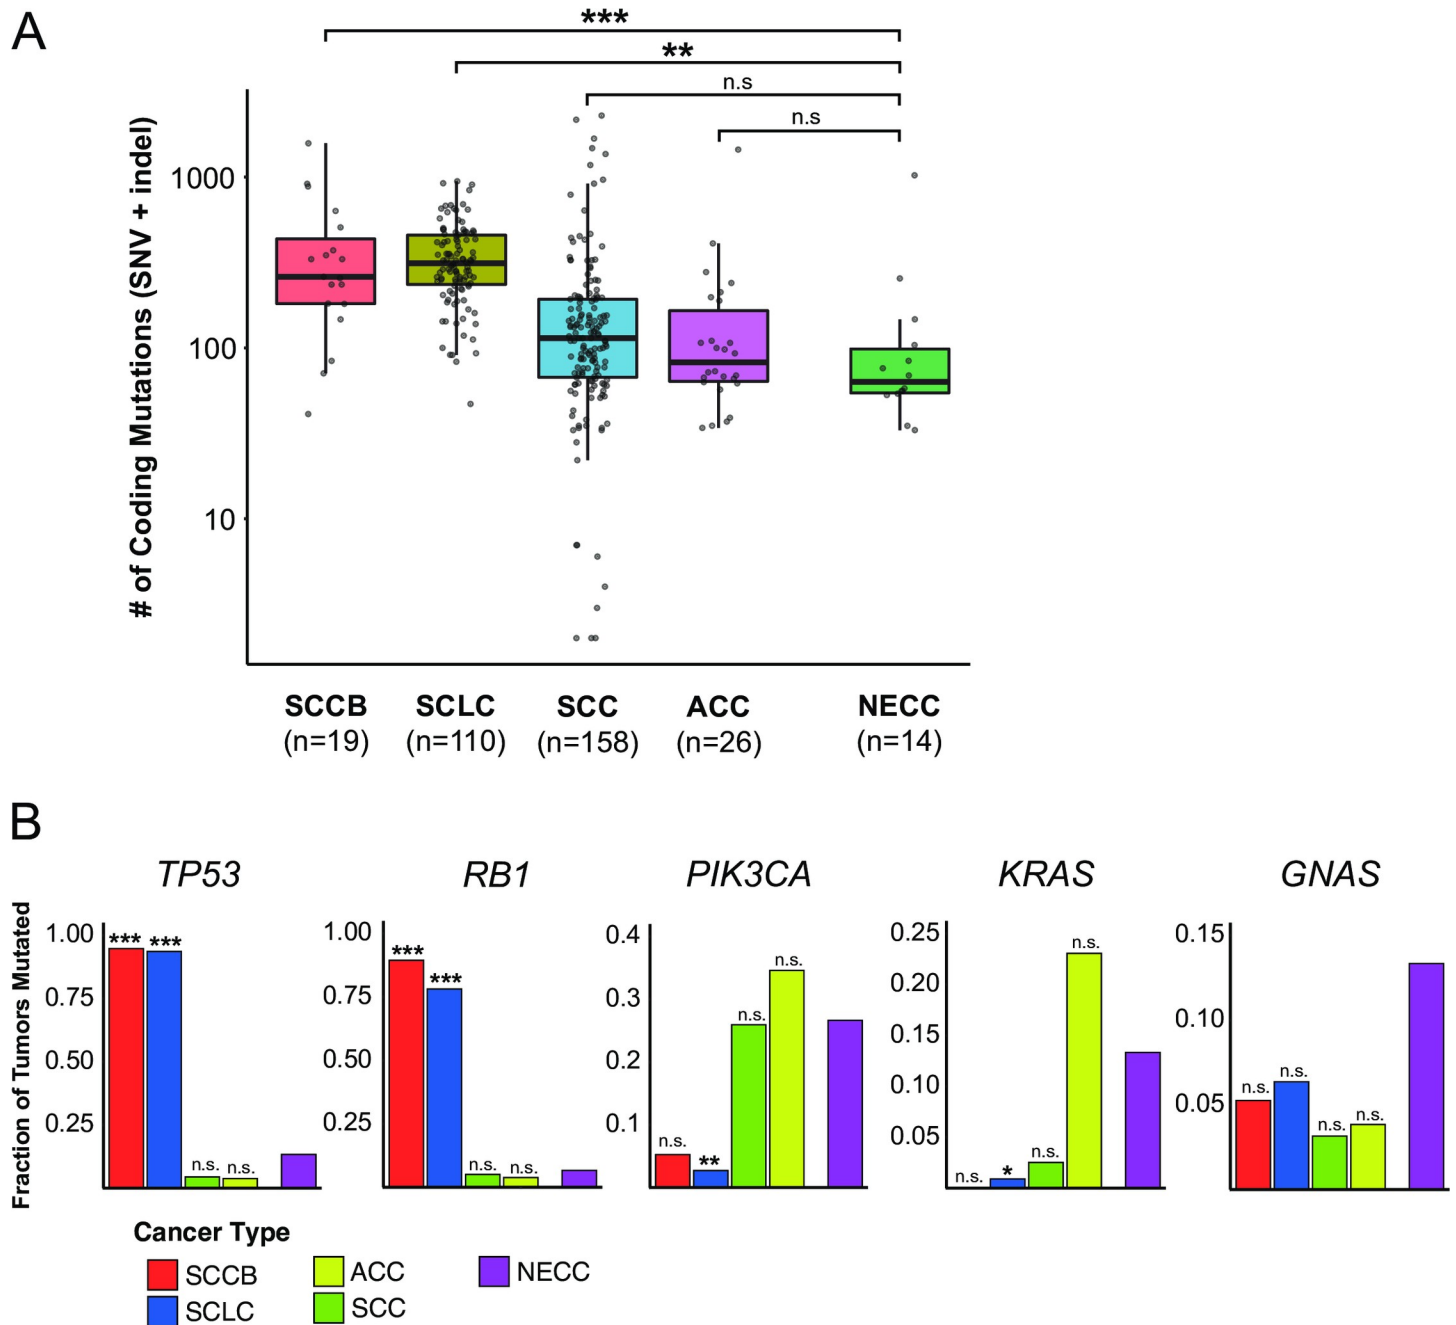 A
***
**
n.s
n.s
# of Coding Mutations (SNV + indel)
1000
100
10
SCCB SCLC SCC ACC NECC
(n=19) (n=110) (n=158) (n=26) (n=14)
B
TP53 RB1 PIK3CA KRAS GNAS
Fraction of Tumors Mutated
1.00
0.75
0.50
0.25
*** *** n.s. n.s.
1.00
0.75
0.50
0.25
*** *** n.s. n.s.
0.4
0.3
0.2
0.1
n.s. ** n.s. n.s.
0.25
0.20
0.15
0.10
0.05
n.s. * n.s. n.s.
0.15
0.10
0.05
n.s. n.s. n.s. n.s.
Cancer Type
SCCB ACC NECC
SCLC SCC